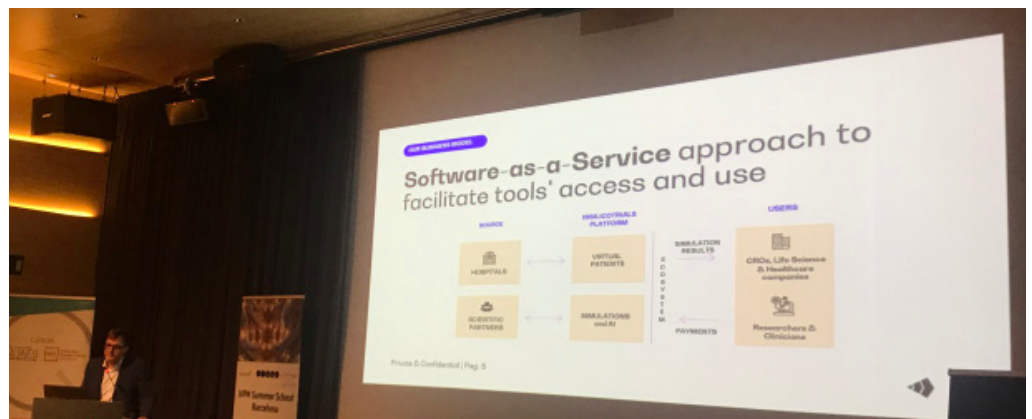 OUR BUSINESS MODEL
Software-as-a-Service approach to
facilitate tools' access and use
SOURCE
PLATFORM
USERS
HOSPITALS
VIRTUAL
PATIENTS
SIMULATION
RESULTS
CROs, Life Science
& Healthcare
companies
ECOSYSTEM
SCIENTIFIC
PARTNERS
SIMULATIONS
and AI
PAYMENTS
Researchers &
Clinicians
Private & Confidential | Pag. 5
VPH Summer School
Barcelona